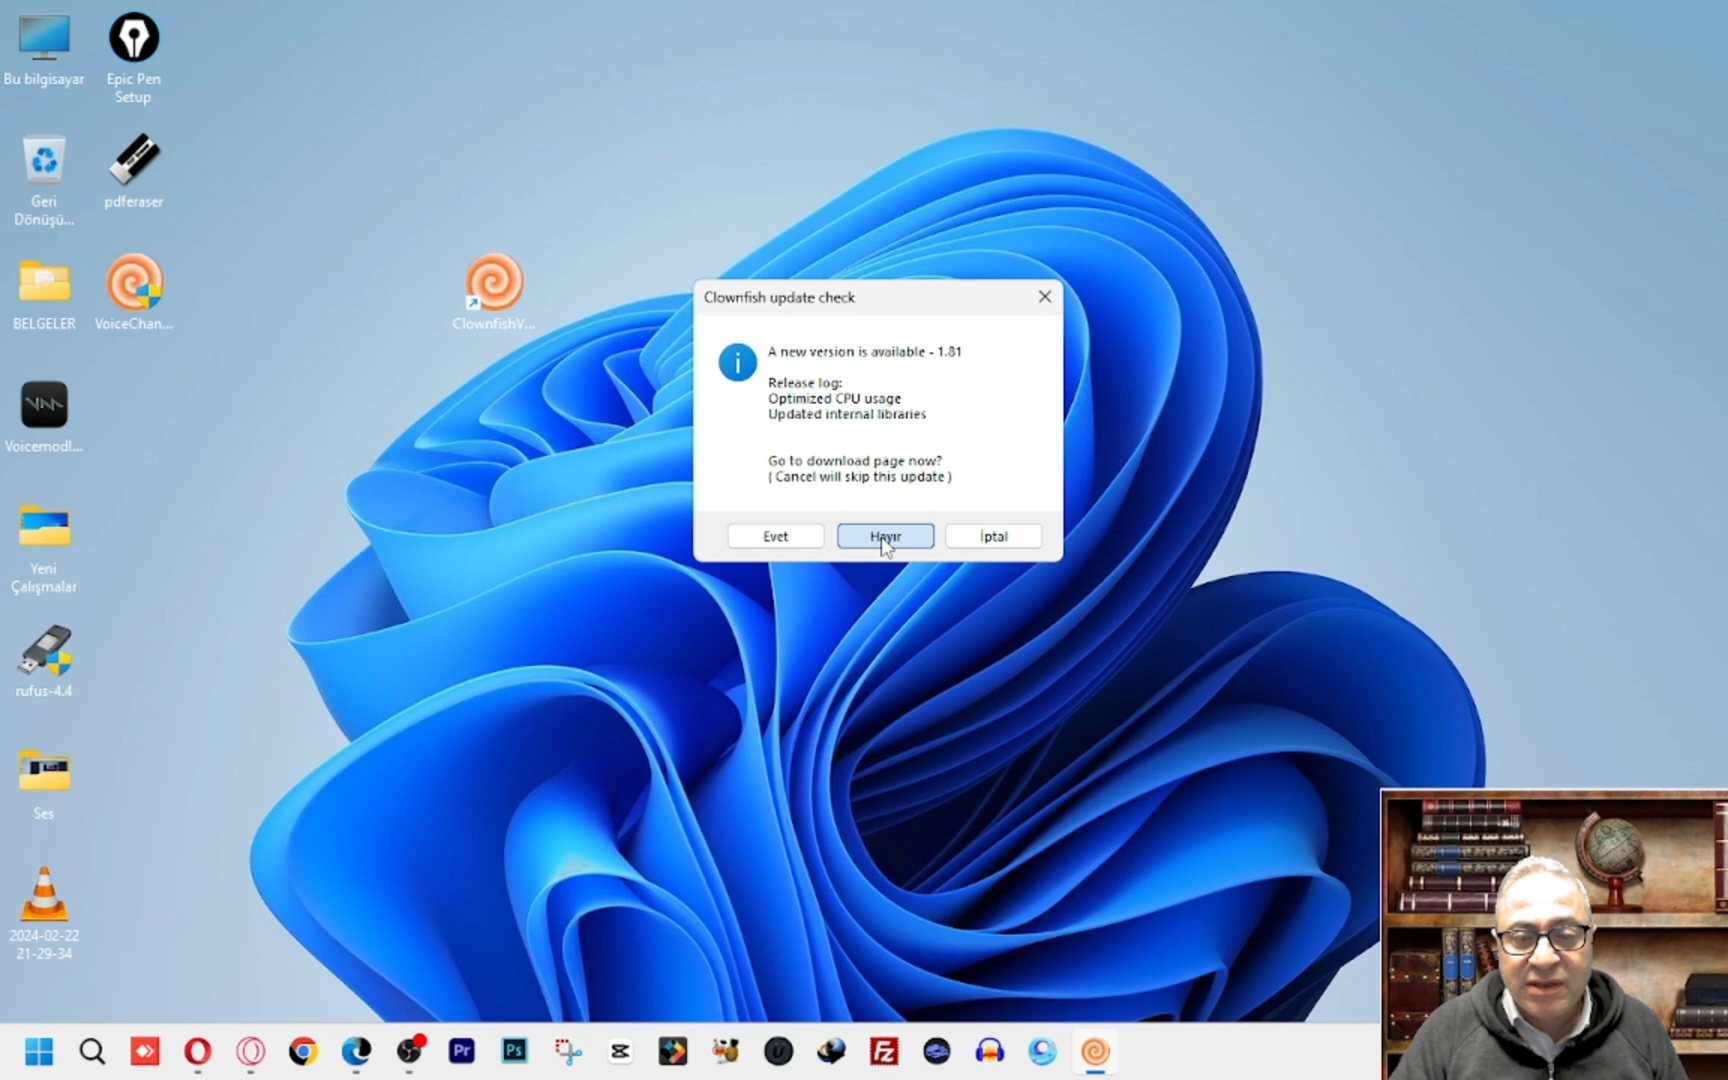 Bu bilgisayar
Epic Pen
Setup
Geri
Dönüşü...
pdferaser
BELGELER
VoiceChan...
ClownfishV...
Voicemodl...
Yeni
Çalışmalar
rufus-4.4
Ses
2024-02-22
21-29-34
Clownfish update check
A new version is available - 1.81
Release log:
Optimized CPU usage
Updated internal libraries
Go to download page now?
( Cancel will skip this update )
Evet
Hayır
İptal
Pr
Ps